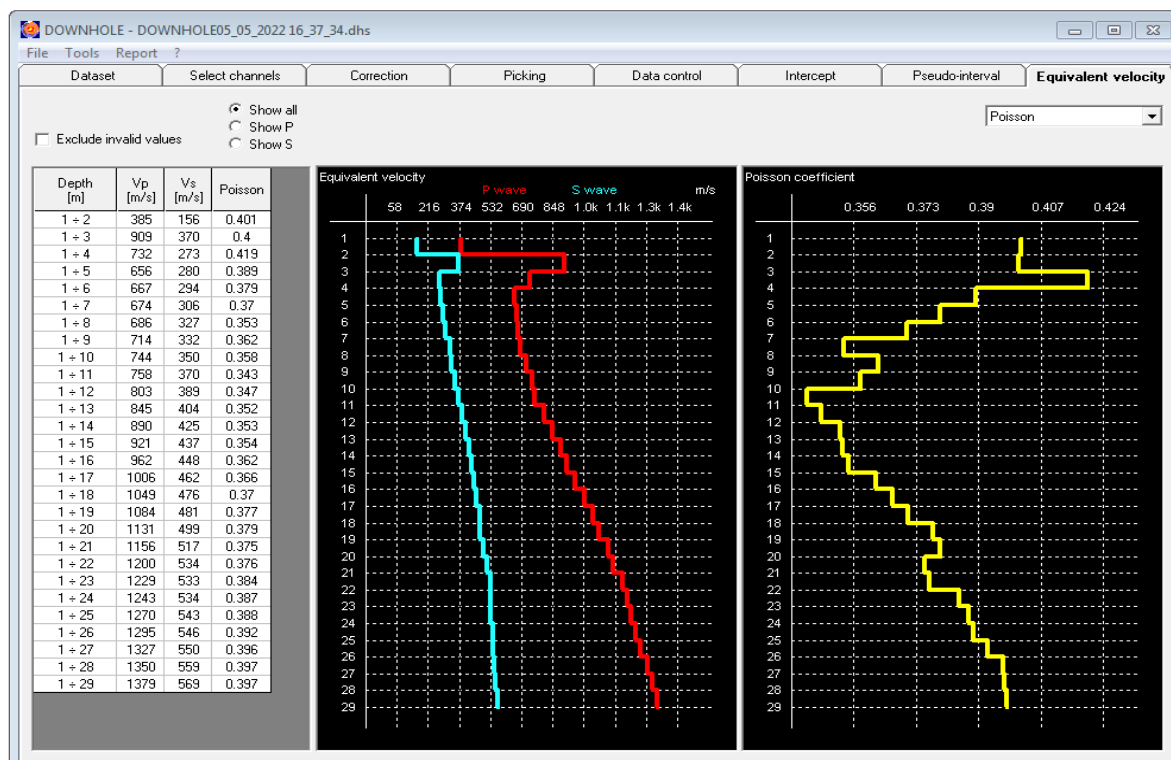 DOWNHOLE - DOWNHOLE05_05_2022 16_37_34.dhs
File Tools Report ?
Dataset Select channels Correction Picking Data control Intercept Pseudo-interval Equivalent velocity
Show all
Exclude invalid values
Show P
Show S
Poisson
Depth [m] Vp [m/s] Vs [m/s] Poisson
1 ÷ 2 385 156 0.401
1 ÷ 3 909 370 0.4
1 ÷ 4 732 273 0.419
1 ÷ 5 656 280 0.389
1 ÷ 6 667 294 0.379
1 ÷ 7 674 306 0.37
1 ÷ 8 686 327 0.353
1 ÷ 9 714 332 0.362
1 ÷ 10 744 350 0.358
1 ÷ 11 758 370 0.343
1 ÷ 12 803 389 0.347
1 ÷ 13 845 404 0.352
1 ÷ 14 890 425 0.353
1 ÷ 15 921 437 0.354
1 ÷ 16 962 448 0.362
1 ÷ 17 1006 462 0.366
1 ÷ 18 1049 476 0.37
1 ÷ 19 1084 481 0.377
1 ÷ 20 1131 499 0.379
1 ÷ 21 1156 517 0.375
1 ÷ 22 1200 534 0.376
1 ÷ 23 1229 533 0.384
1 ÷ 24 1243 534 0.387
1 ÷ 25 1270 543 0.388
1 ÷ 26 1295 546 0.392
1 ÷ 27 1327 550 0.396
1 ÷ 28 1350 559 0.397
1 ÷ 29 1379 569 0.397
Equivalent velocity
P wave S wave m/s
58 216 374 532 690 848 1.0k 1.1k 1.3k 1.4k
1
2
3
4
5
6
7
8
9
10
11
12
13
14
15
16
17
18
19
20
21
22
23
24
25
26
27
28
29
Poisson coefficient
0.356 0.373 0.39 0.407 0.424
1
2
3
4
5
6
7
8
9
10
11
12
13
14
15
16
17
18
19
20
21
22
23
24
25
26
27
28
29